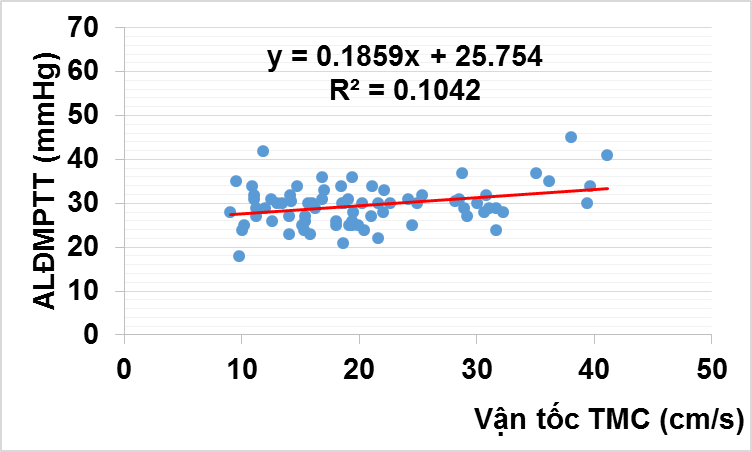 70
60
50
40
30
20
10
0
ALĐMPTT (mmHg)
y = 0.1859x + 25.754
R² = 0.1042
0 10 20 30 40 50
Vận tốc TMC (cm/s)